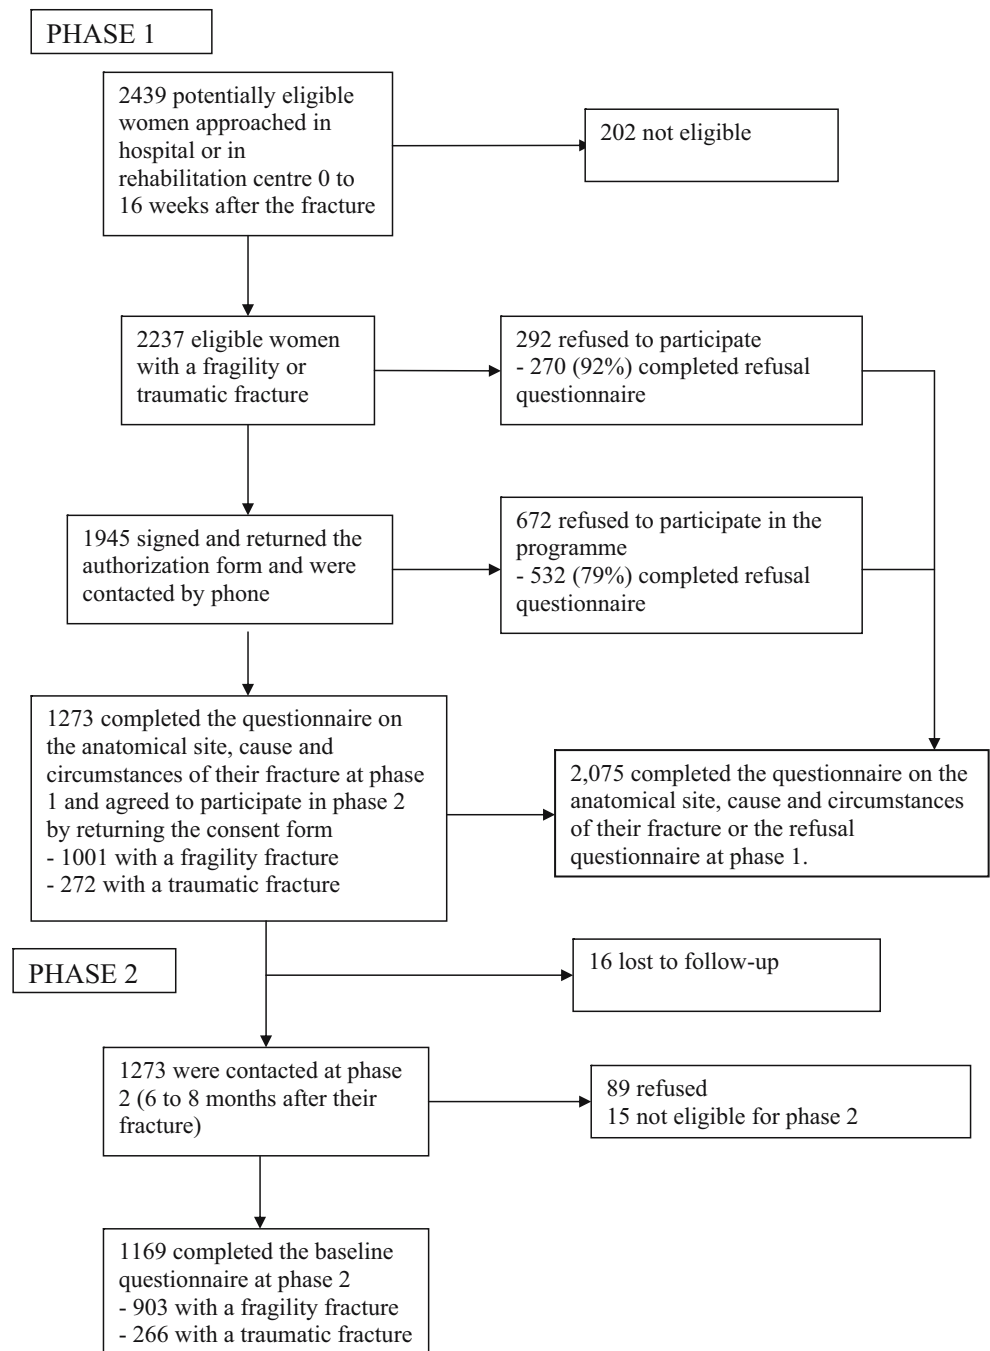 PHASE 1
2439 potentially eligible
women approached in
hospital or in
rehabilitation centre 0 to
16 weeks after the fracture
202 not eligible
2237 eligible women
with a fragility or
traumatic fracture
292 refused to participate
- 270 (92%) completed refusal
questionnaire
1945 signed and returned the
authorization form and were
contacted by phone
672 refused to participate in the
programme
- 532 (79%) completed refusal
questionnaire
1273 completed the questionnaire on
the anatomical site, cause and
circumstances of their fracture at phase
1 and agreed to participate in phase 2
by returning the consent form
- 1001 with a fragility fracture
- 272 with a traumatic fracture
2,075 completed the questionnaire on the
anatomical site, cause and circumstances
of their fracture or the refusal
questionnaire at phase 1.
PHASE 2
16 lost to follow-up
1273 were contacted at phase
2 (6 to 8 months after their
fracture)
89 refused
15 not eligible for phase 2
1169 completed the baseline
questionnaire at phase 2
- 903 with a fragility fracture
- 266 with a traumatic fracture